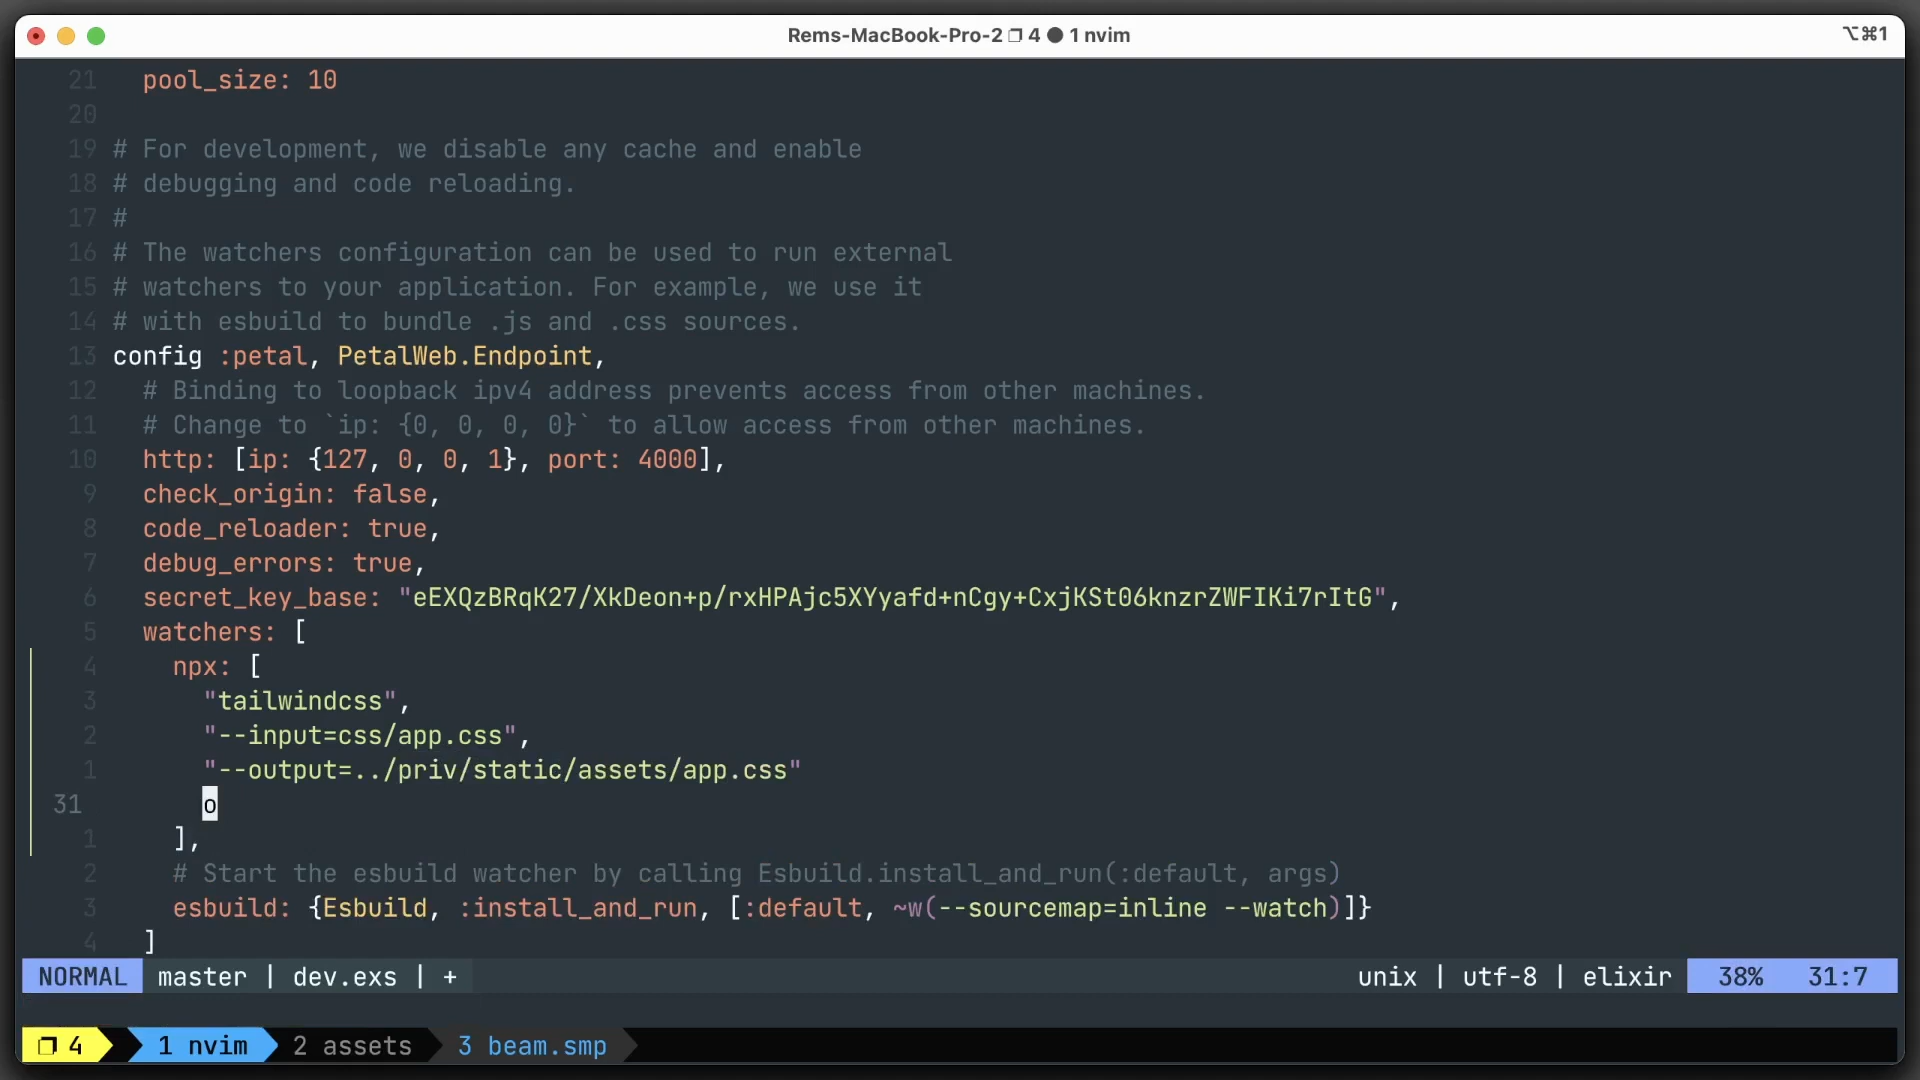 Rems-MacBook-Pro-2 ❐ 4 ● 1 nvim
⌥⌘1
21 pool_size: 10
20
19 # For development, we disable any cache and enable
18 # debugging and code reloading.
17 #
16 # The watchers configuration can be used to run external
15 # watchers to your application. For example, we use it
14 # with esbuild to bundle .js and .css sources.
13 config :petal, PetalWeb.Endpoint,
12 # Binding to loopback ipv4 address prevents access from other machines.
11 # Change to `ip: {0, 0, 0, 0}` to allow access from other machines.
10 http: [ip: {127, 0, 0, 1}, port: 4000],
9 check_origin: false,
8 code_reloader: true,
7 debug_errors: true,
6 secret_key_base: "eEXQzBRqK27/XkDeon+p/rxHPAjc5XYyafd+nCgy+CxjKSt06knzrZWFIKi7rItG",
5 watchers: [
4 npx: [
3 "tailwindcss",
2 "--input=css/app.css",
1 "--output=../priv/static/assets/app.css"
31 o
1 ],
2 # Start the esbuild watcher by calling Esbuild.install_and_run(:default, args)
3 esbuild: {Esbuild, :install_and_run, [:default, ~w(--sourcemap=inline --watch)]}
4 ]
NORMAL master | dev.exs | + unix | utf-8 | elixir 38% 31:7
❐ 4 1 nvim 2 assets 3 beam.smp